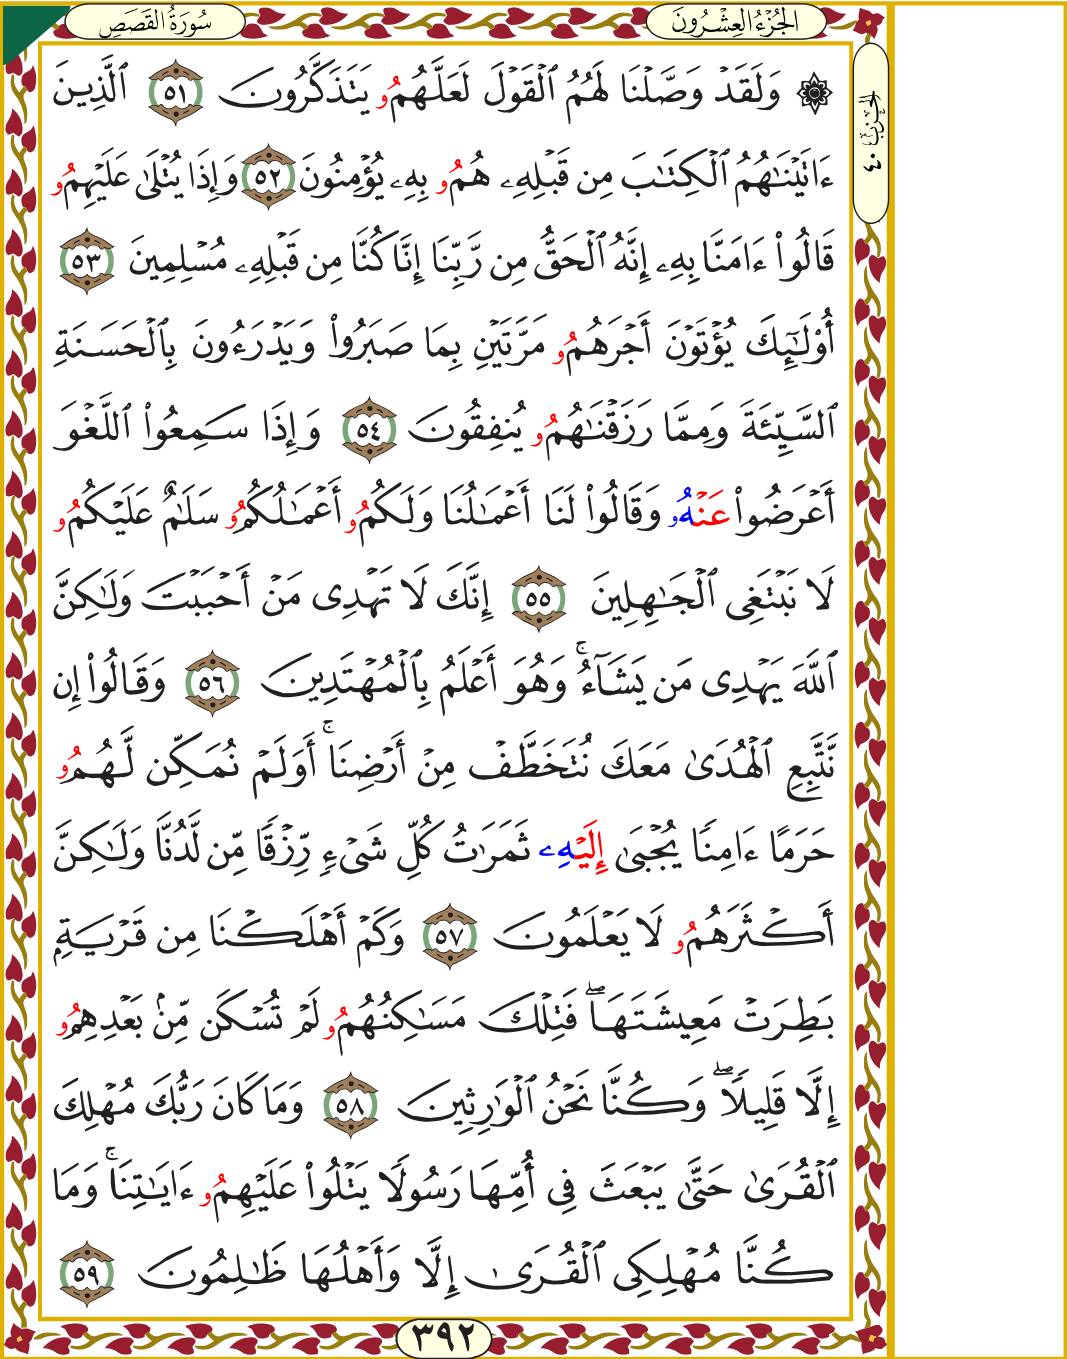 سُورَةُ القَصَصِ
الجُزْءُ العِشْرُونَ
الحِزْب ٤٠
۞ وَلَقَدْ وَصَّلْنَا لَهُمُ ٱلْقَوْلَ لَعَلَّهُمُۥ يَتَذَكَّرُونَ ٥١ ٱلَّذِينَ
ءَاتَيْنَٰهُمُ ٱلْكِتَٰبَ مِن قَبْلِهِۦ هُمُۥ بِهِۦ يُؤْمِنُونَ ٥٢ وَإِذَا يُتْلَىٰ عَلَيْهِمُۥ
قَالُوا۟ ءَامَنَّا بِهِۦ إِنَّهُ ٱلْحَقُّ مِن رَّبِّنَا إِنَّا كُنَّا مِن قَبْلِهِۦ مُسْلِمِينَ ٥٣
أُو۟لَٰٓئِكَ يُؤْتَوْنَ أَجْرَهُمُۥ مَرَّتَيْنِ بِمَا صَبَرُوا۟ وَيَدْرَءُونَ بِٱلْحَسَنَةِ
ٱلسَّيِّئَةَ وَمِمَّا رَزَقْنَٰهُمُۥ يُنفِقُونَ ٥٤ وَإِذَا سَمِعُوا۟ ٱللَّغْوَ
أَعْرَضُوا۟ عَنْهُۥ وَقَالُوا۟ لَنَا أَعْمَٰلُنَا وَلَكُمُۥ أَعْمَٰلُكُمُۥ سَلَٰمٌ عَلَيْكُمُۥ
لَا نَبْتَغِى ٱلْجَٰهِلِينَ ٥٥ إِنَّكَ لَا تَهْدِى مَنْ أَحْبَبْتَ وَلَٰكِنَّ
ٱللَّهَ يَهْدِى مَن يَشَآءُ ۚ وَهُوَ أَعْلَمُ بِٱلْمُهْتَدِينَ ٥٦ وَقَالُوا۟ إِن
نَّتَّبِعِ ٱلْهُدَىٰ مَعَكَ نُتَخَطَّفْ مِنْ أَرْضِنَا ۚ أَوَلَمْ نُمَكِّن لَّهُمُۥ
حَرَمًا ءَامِنًا يُجْبَىٰ إِلَيْهِۦ ثَمَرَٰتُ كُلِّ شَىْءٍ رِّزْقًا مِّن لَّدُنَّا وَلَٰكِنَّ
أَكْثَرَهُمُۥ لَا يَعْلَمُونَ ٥٧ وَكَمْ أَهْلَكْنَا مِن قَرْيَةٍۭ
بَطِرَتْ مَعِيشَتَهَا ۖ فَتِلْكَ مَسَٰكِنُهُمُۥ لَمْ تُسْكَن مِّنۢ بَعْدِهِمُۥ
إِلَّا قَلِيلًا ۖ وَكُنَّا نَحْنُ ٱلْوَٰرِثِينَ ٥٨ وَمَا كَانَ رَبُّكَ مُهْلِكَ
ٱلْقُرَىٰ حَتَّىٰ يَبْعَثَ فِى أُمِّهَا رَسُولًا يَتْلُوا۟ عَلَيْهِمُۥ ءَايَٰتِنَا ۚ وَمَا
كُنَّا مُهْلِكِى ٱلْقُرَىٰ إِلَّا وَأَهْلُهَا ظَٰلِمُونَ ٥٩
٣٩٢